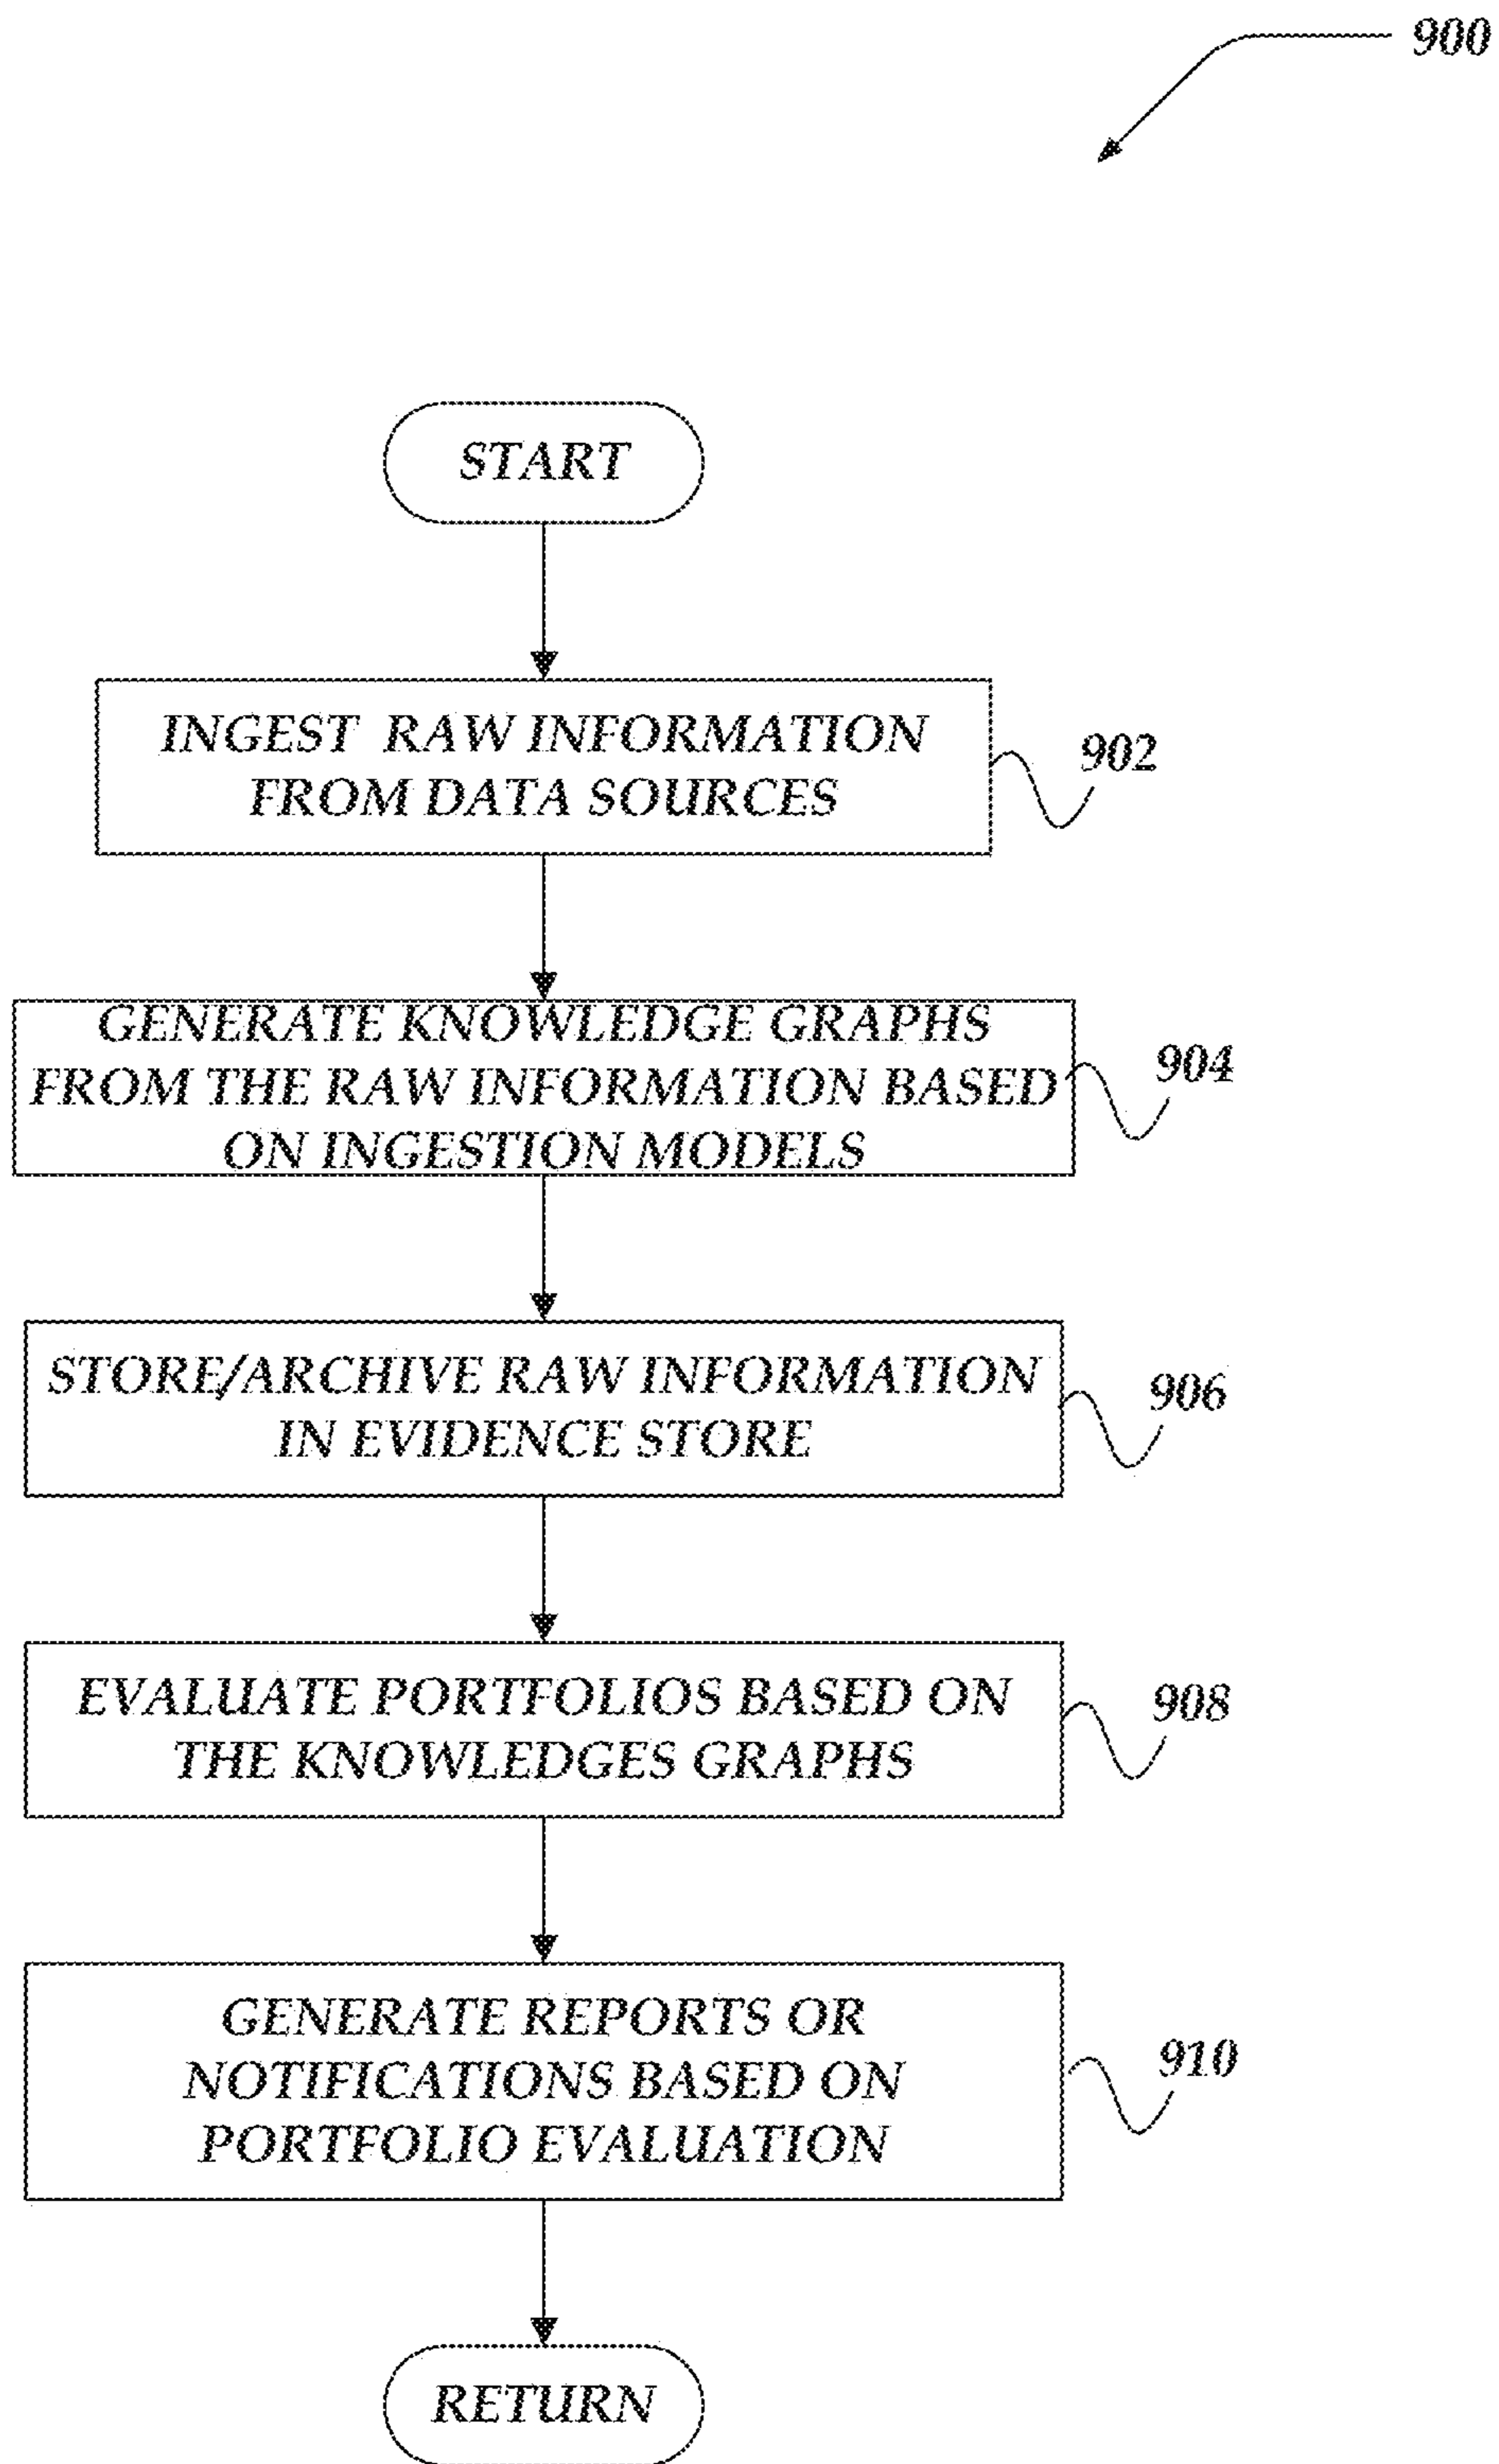 900
START
INGEST RAW INFORMATION
FROM DATA SOURCES
902
GENERATE KNOWLEDGE GRAPHS
FROM THE RAW INFORMATION BASED
ON INGESTION MODELS
904
STORE/ARCHIVE RAW INFORMATION
IN EVIDENCE STORE
906
EVALUATE PORTFOLIOS BASED ON
THE KNOWLEDGES GRAPHS
908
GENERATE REPORTS OR
NOTIFICATIONS BASED ON
PORTFOLIO EVALUATION
910
RETURN